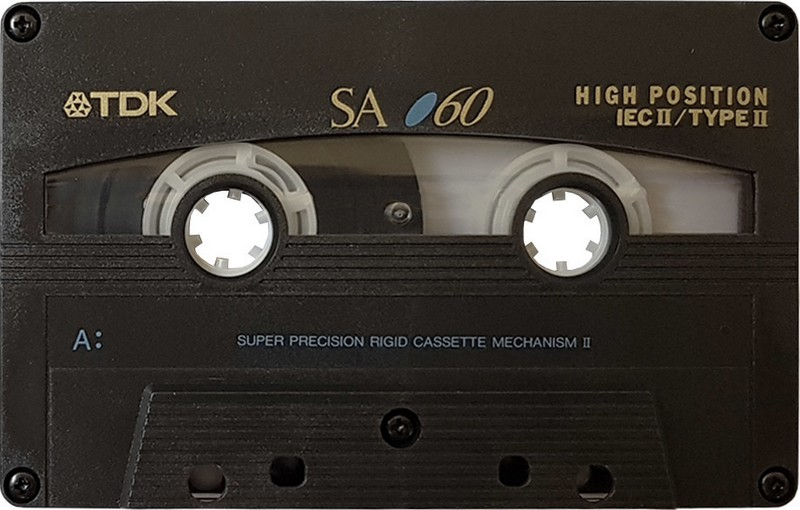 TDK
SA 60
HIGH POSITION
IEC II/TYPE II
A:
SUPER PRECISION RIGID CASSETTE MECHANISM II